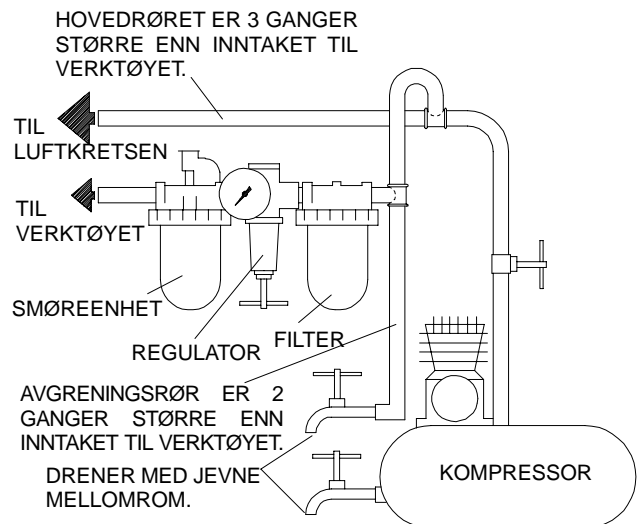 HOVEDRØRET ER 3 GANGER
STØRRE ENN INNTAKET TIL
VERKTØYET.
TIL
LUFTKRETSEN
TIL
VERKTØYET
SMØREENHET
REGULATOR
FILTER
AVGRENINGSRØR ER 2
GANGER STØRRE ENN
INNTAKET TIL VERKTØYET.
DRENER MED JEVNE
MELLOMROM.
KOMPRESSOR